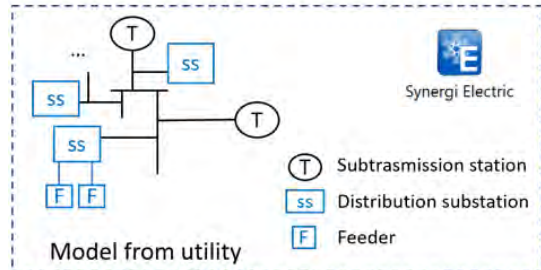 T
...
ss
E
Synergi Electric
ss
T
ss
T
Subtrasmission station
F
F
ss
Distribution substation
F
Feeder
Model from utility